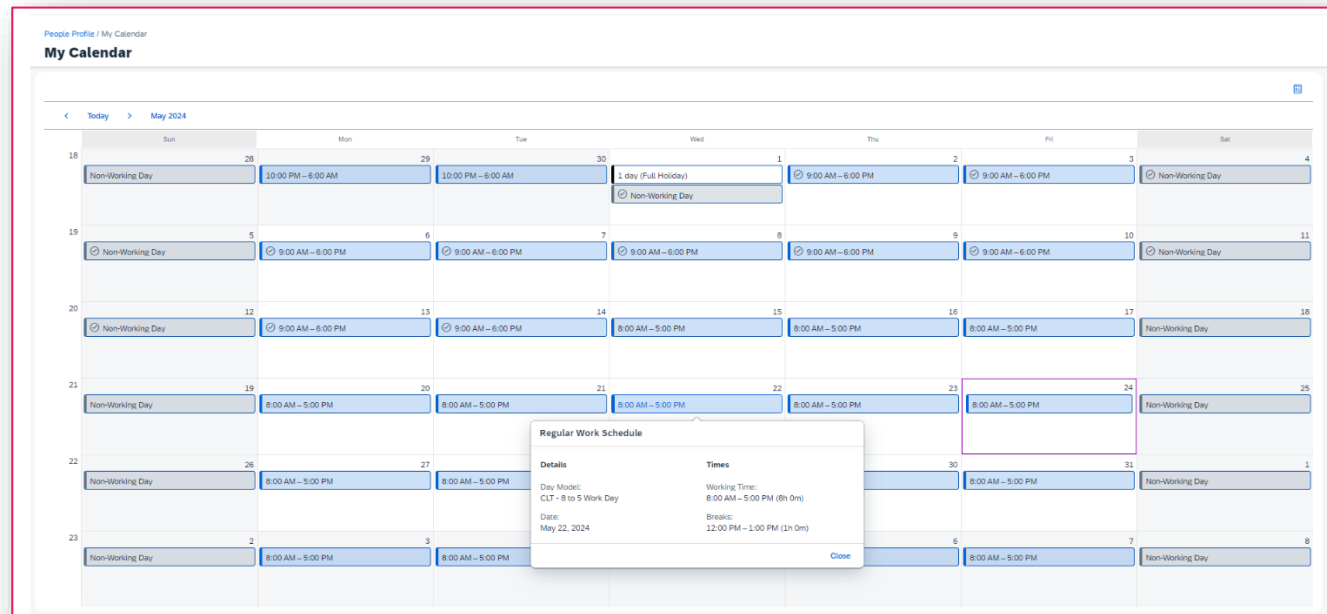 People Profile / My Calendar
My Calendar
< Today > May 2024
Sun Mon Tue Wed Thu Fri Sat
18 28 29 30 1 2 3 4
Non-Working Day 10:00 PM – 6:00 AM 10:00 PM – 6:00 AM 1 day (Full Holiday) 9:00 AM – 6:00 PM 9:00 AM – 6:00 PM Non-Working Day
Non-Working Day
19 5 6 7 8 9 10 11
Non-Working Day 9:00 AM – 6:00 PM 9:00 AM – 6:00 PM 9:00 AM – 6:00 PM 9:00 AM – 6:00 PM 9:00 AM – 6:00 PM Non-Working Day
20 12 13 14 15 16 17 18
Non-Working Day 9:00 AM – 6:00 PM 9:00 AM – 6:00 PM 8:00 AM – 5:00 PM 8:00 AM – 5:00 PM 8:00 AM – 5:00 PM Non-Working Day
21 19 20 21 22 23 24 25
Non-Working Day 8:00 AM – 5:00 PM 8:00 AM – 5:00 PM 8:00 AM – 5:00 PM 8:00 AM – 5:00 PM 8:00 AM – 5:00 PM Non-Working Day
Regular Work Schedule
Details Times
Day Model: Working Time:
CLT - 8 to 5 Work Day 8:00 AM – 5:00 PM (8h 0m)
Date: Breaks:
May 22, 2024 12:00 PM – 1:00 PM (1h 0m)
Close
22 26 27 30 31 1
Non-Working Day 8:00 AM – 5:00 PM 8:00 AM – 5:00 PM 8:00 AM – 5:00 PM Non-Working Day
23 2 3 6 7 8
Non-Working Day 8:00 AM – 5:00 PM 8:00 AM – 5:00 PM 8:00 AM – 5:00 PM Non-Working Day